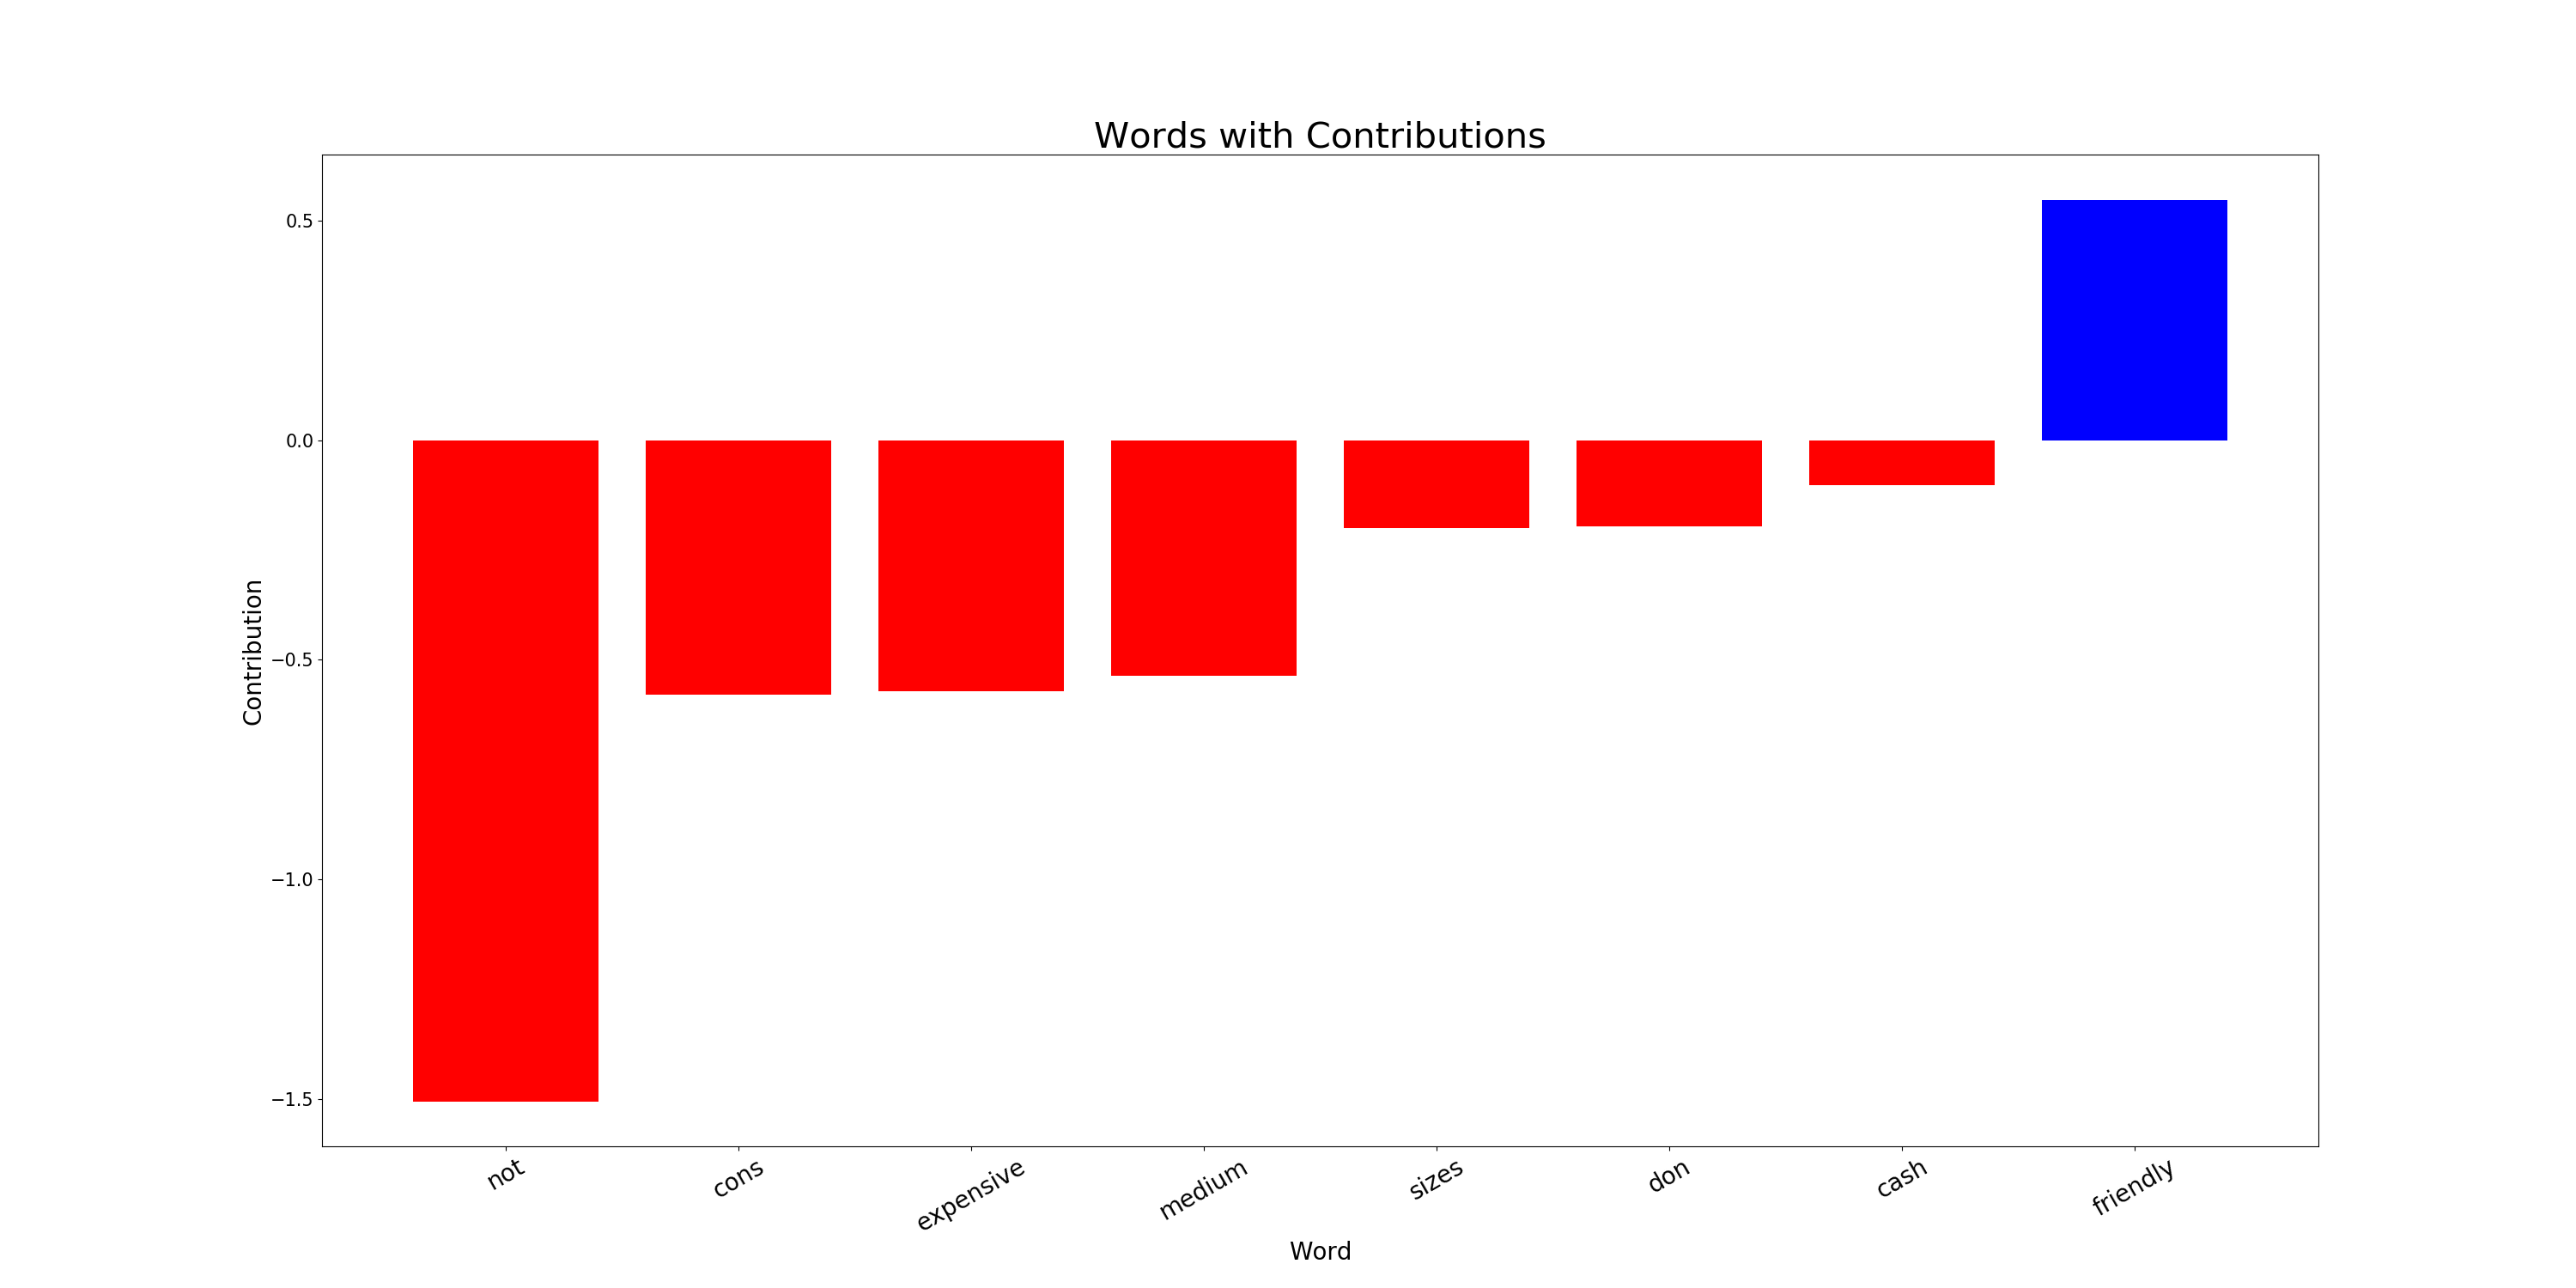 Words with Contributions
0.5
0.0
−0.5
−1.0
−1.5
Contribution
not cons expensive medium sizes don cash friendly
Word